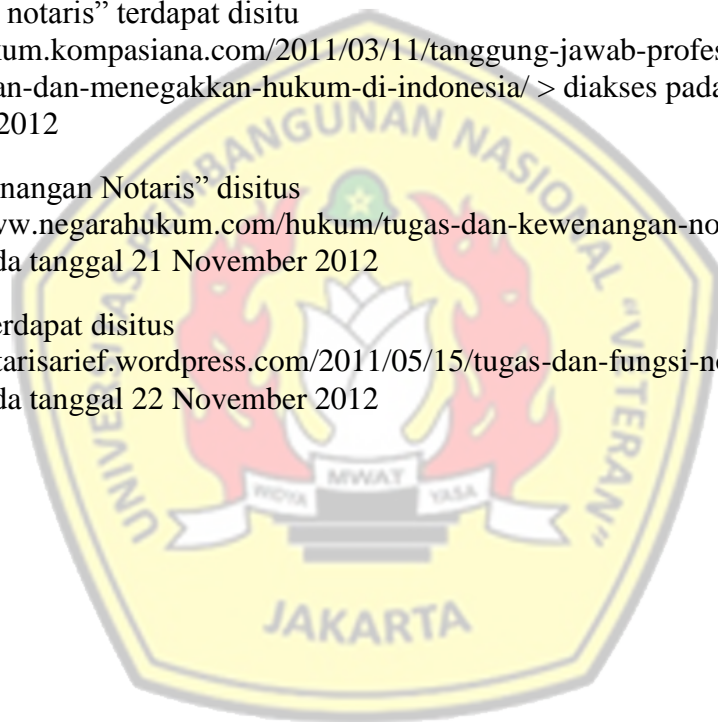 notaris” terdapat disitu
kum.kompasiana.com/2011/03/11/tanggung-jawab-profes
an-dan-menegakkan-hukum-di-indonesia/ > diakses pada
2012
nangan Notaris” disitus
ww.negarahukum.com/hukum/tugas-dan-kewenangan-no
da tanggal 21 November 2012
erdapat disitus
tarisarief.wordpress.com/2011/05/15/tugas-dan-fungsi-no
da tanggal 22 November 2012
UNIVERSITAS PEMBANGUNAN NASIONAL “VETERAN”
WIDYA MWAT YASA
JAKARTA